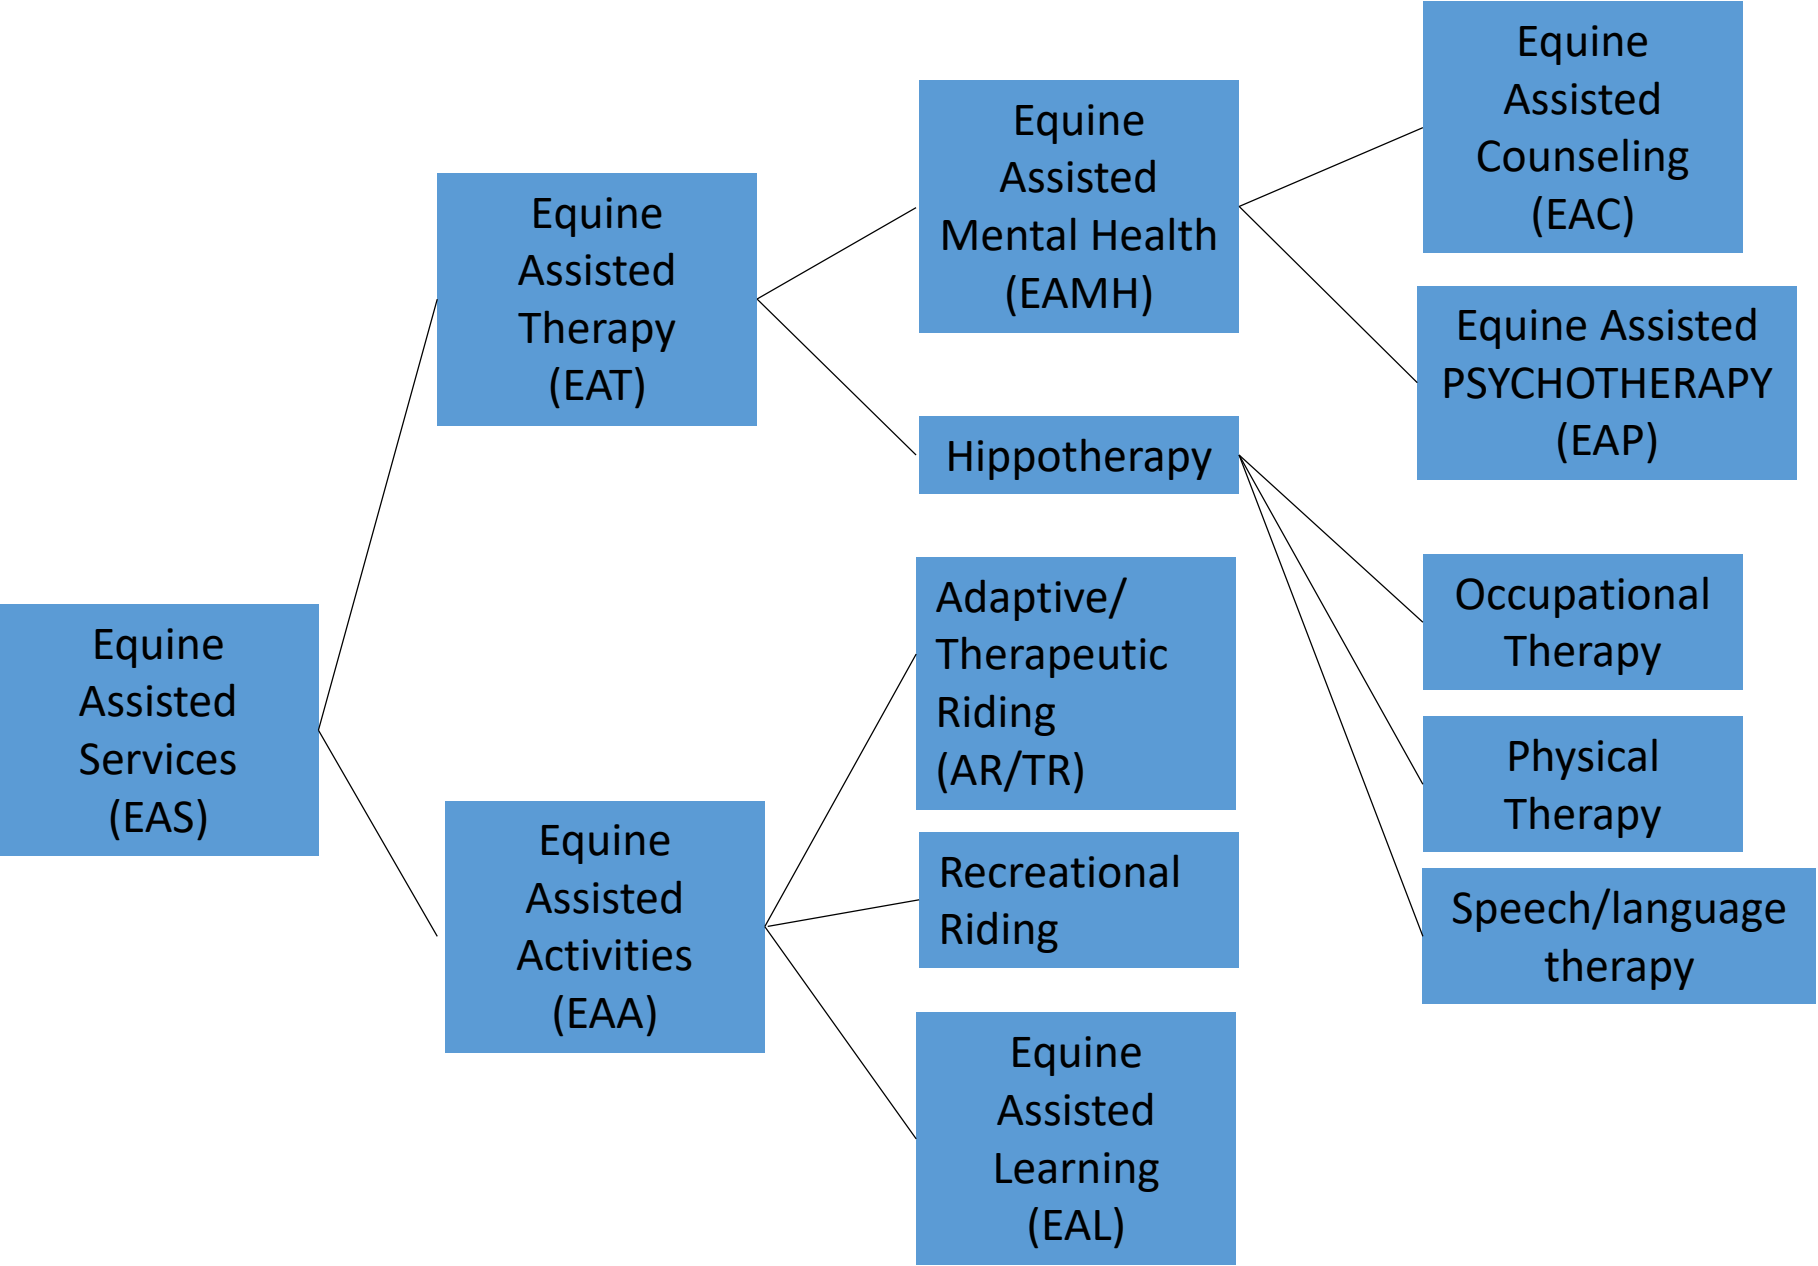 Equine
Assisted
Services
(EAS)
Equine
Assisted
Therapy
(EAT)
Equine
Assisted
Activities
(EAA)
Equine
Assisted
Mental Health
(EAMH)
Hippotherapy
Adaptive/
Therapeutic
Riding
(AR/TR)
Recreational
Riding
Equine
Assisted
Learning
(EAL)
Equine
Assisted
Counseling
(EAC)
Equine Assisted
PSYCHOTHERAPY
(EAP)
Occupational
Therapy
Physical
Therapy
Speech/language
therapy